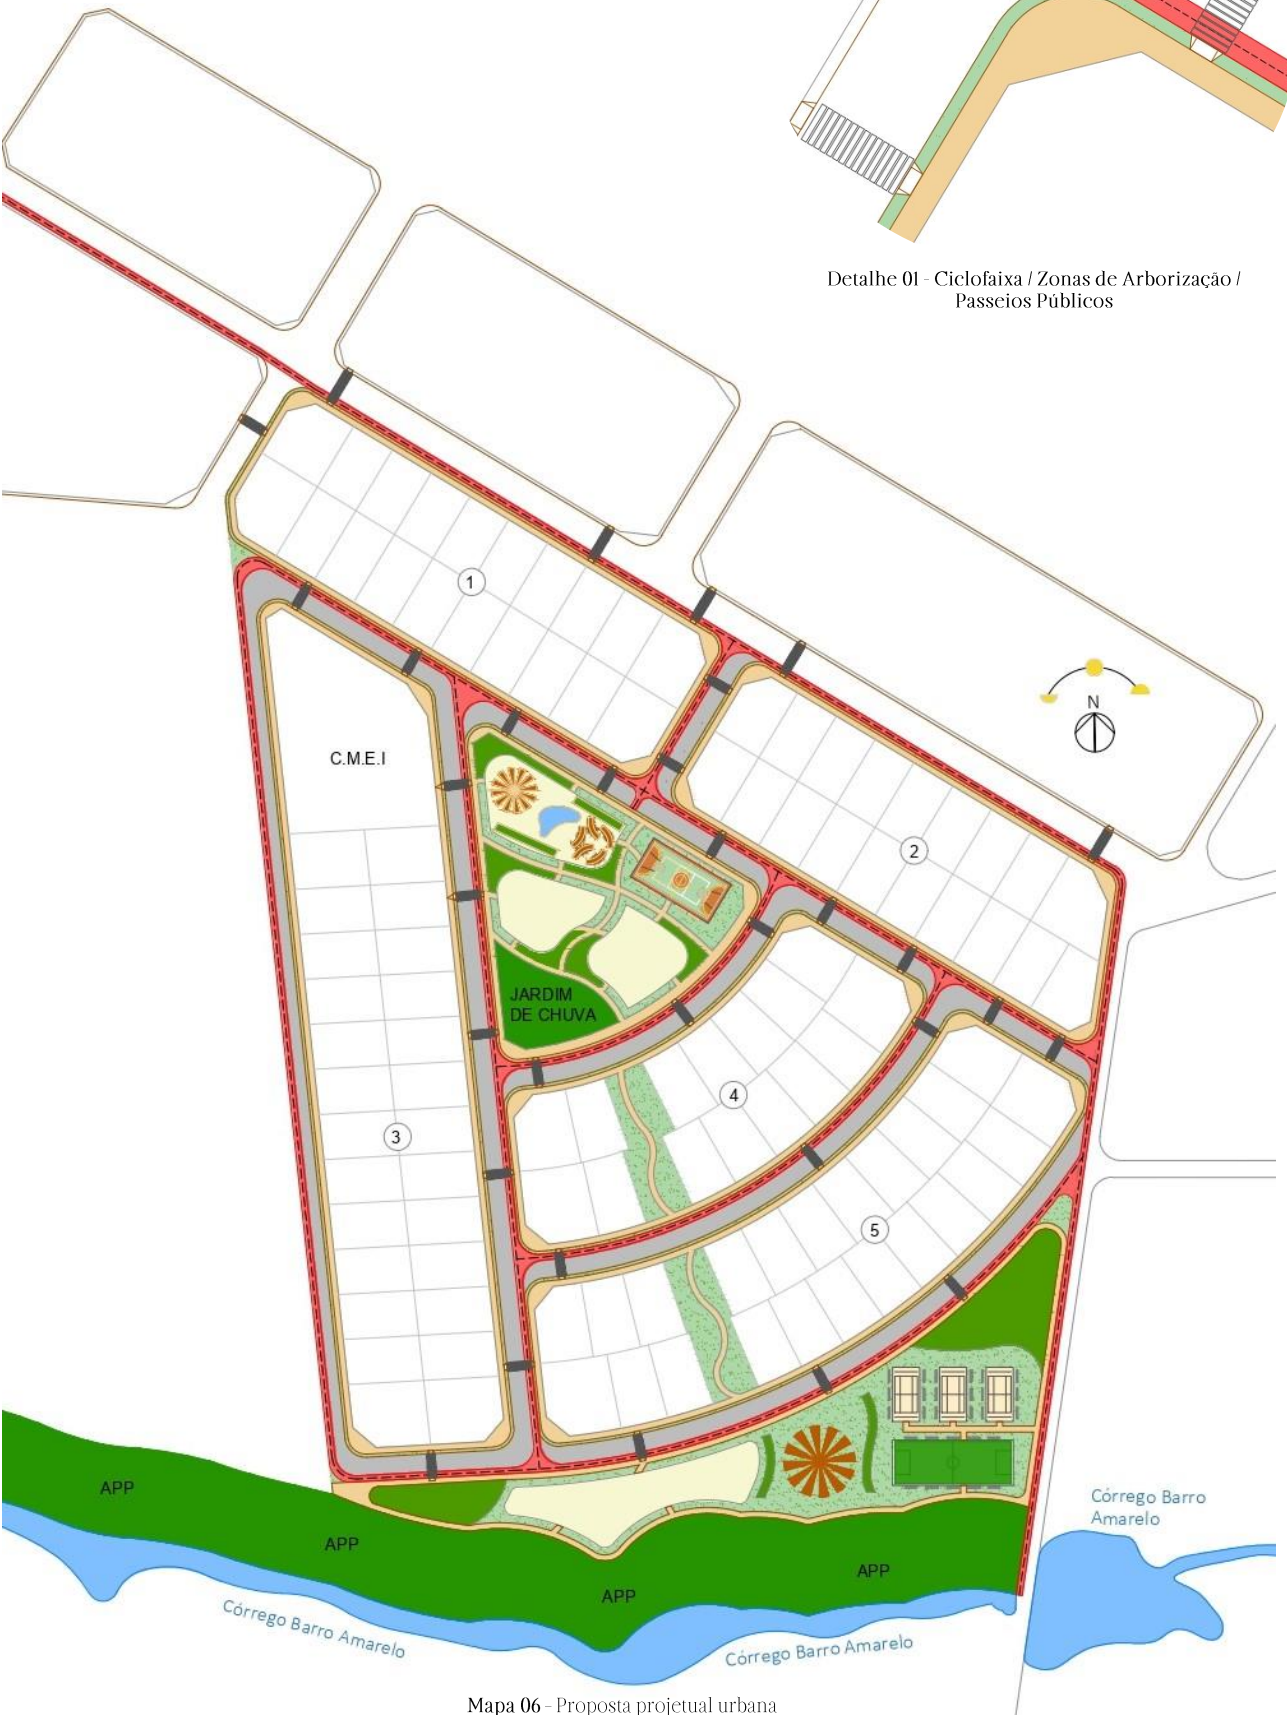 Detalhe 01 - Ciclofaixa / Zonas de Arborização /
Passeios Públicos
1
N
C.M.E.I
2
JARDIM
DE CHUVA
4
3
5
APP
Córrego Barro
Amarelo
APP
APP
APP
Córrego Barro Amarelo
Córrego Barro Amarelo
Mapa 06 - Proposta projetual urbana